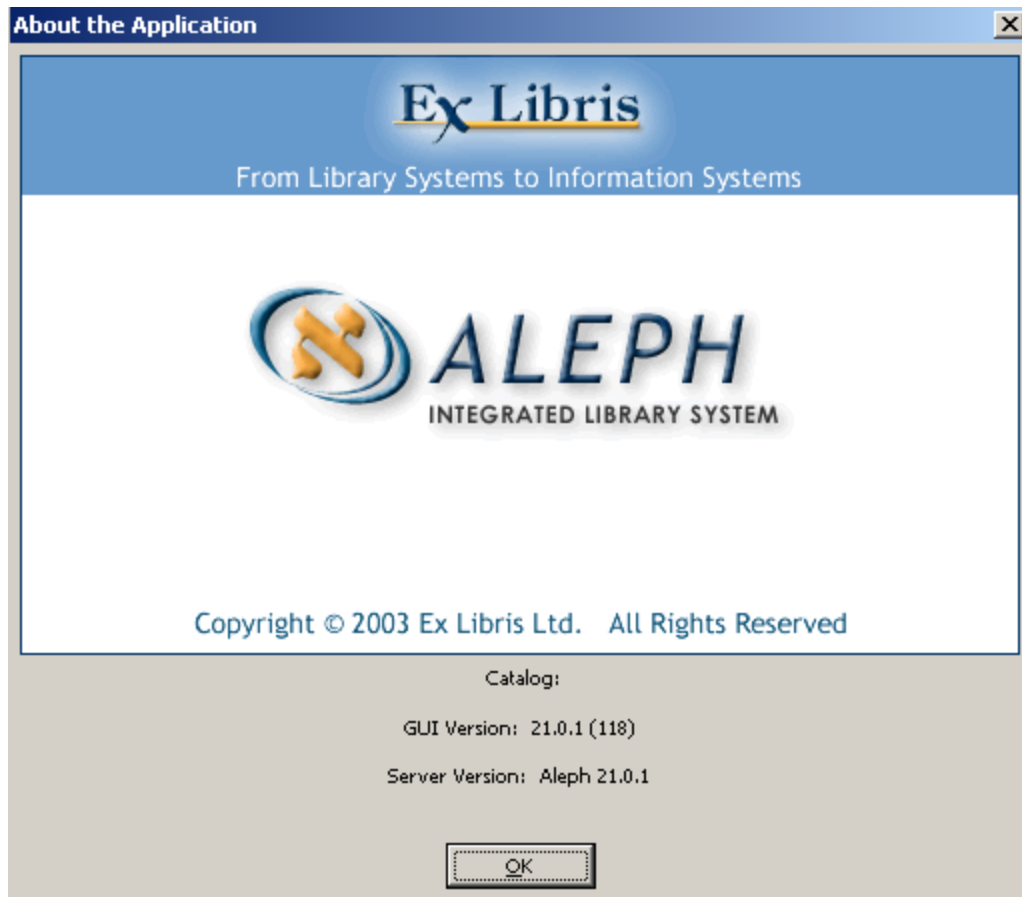 About the Application
Ex Libris
From Library Systems to Information Systems
א
ALEPH
INTEGRATED LIBRARY SYSTEM
Copyright © 2003 Ex Libris Ltd. All Rights Reserved
Catalog:
GUI Version: 21.0.1 (118)
Server Version: Aleph 21.0.1
OK